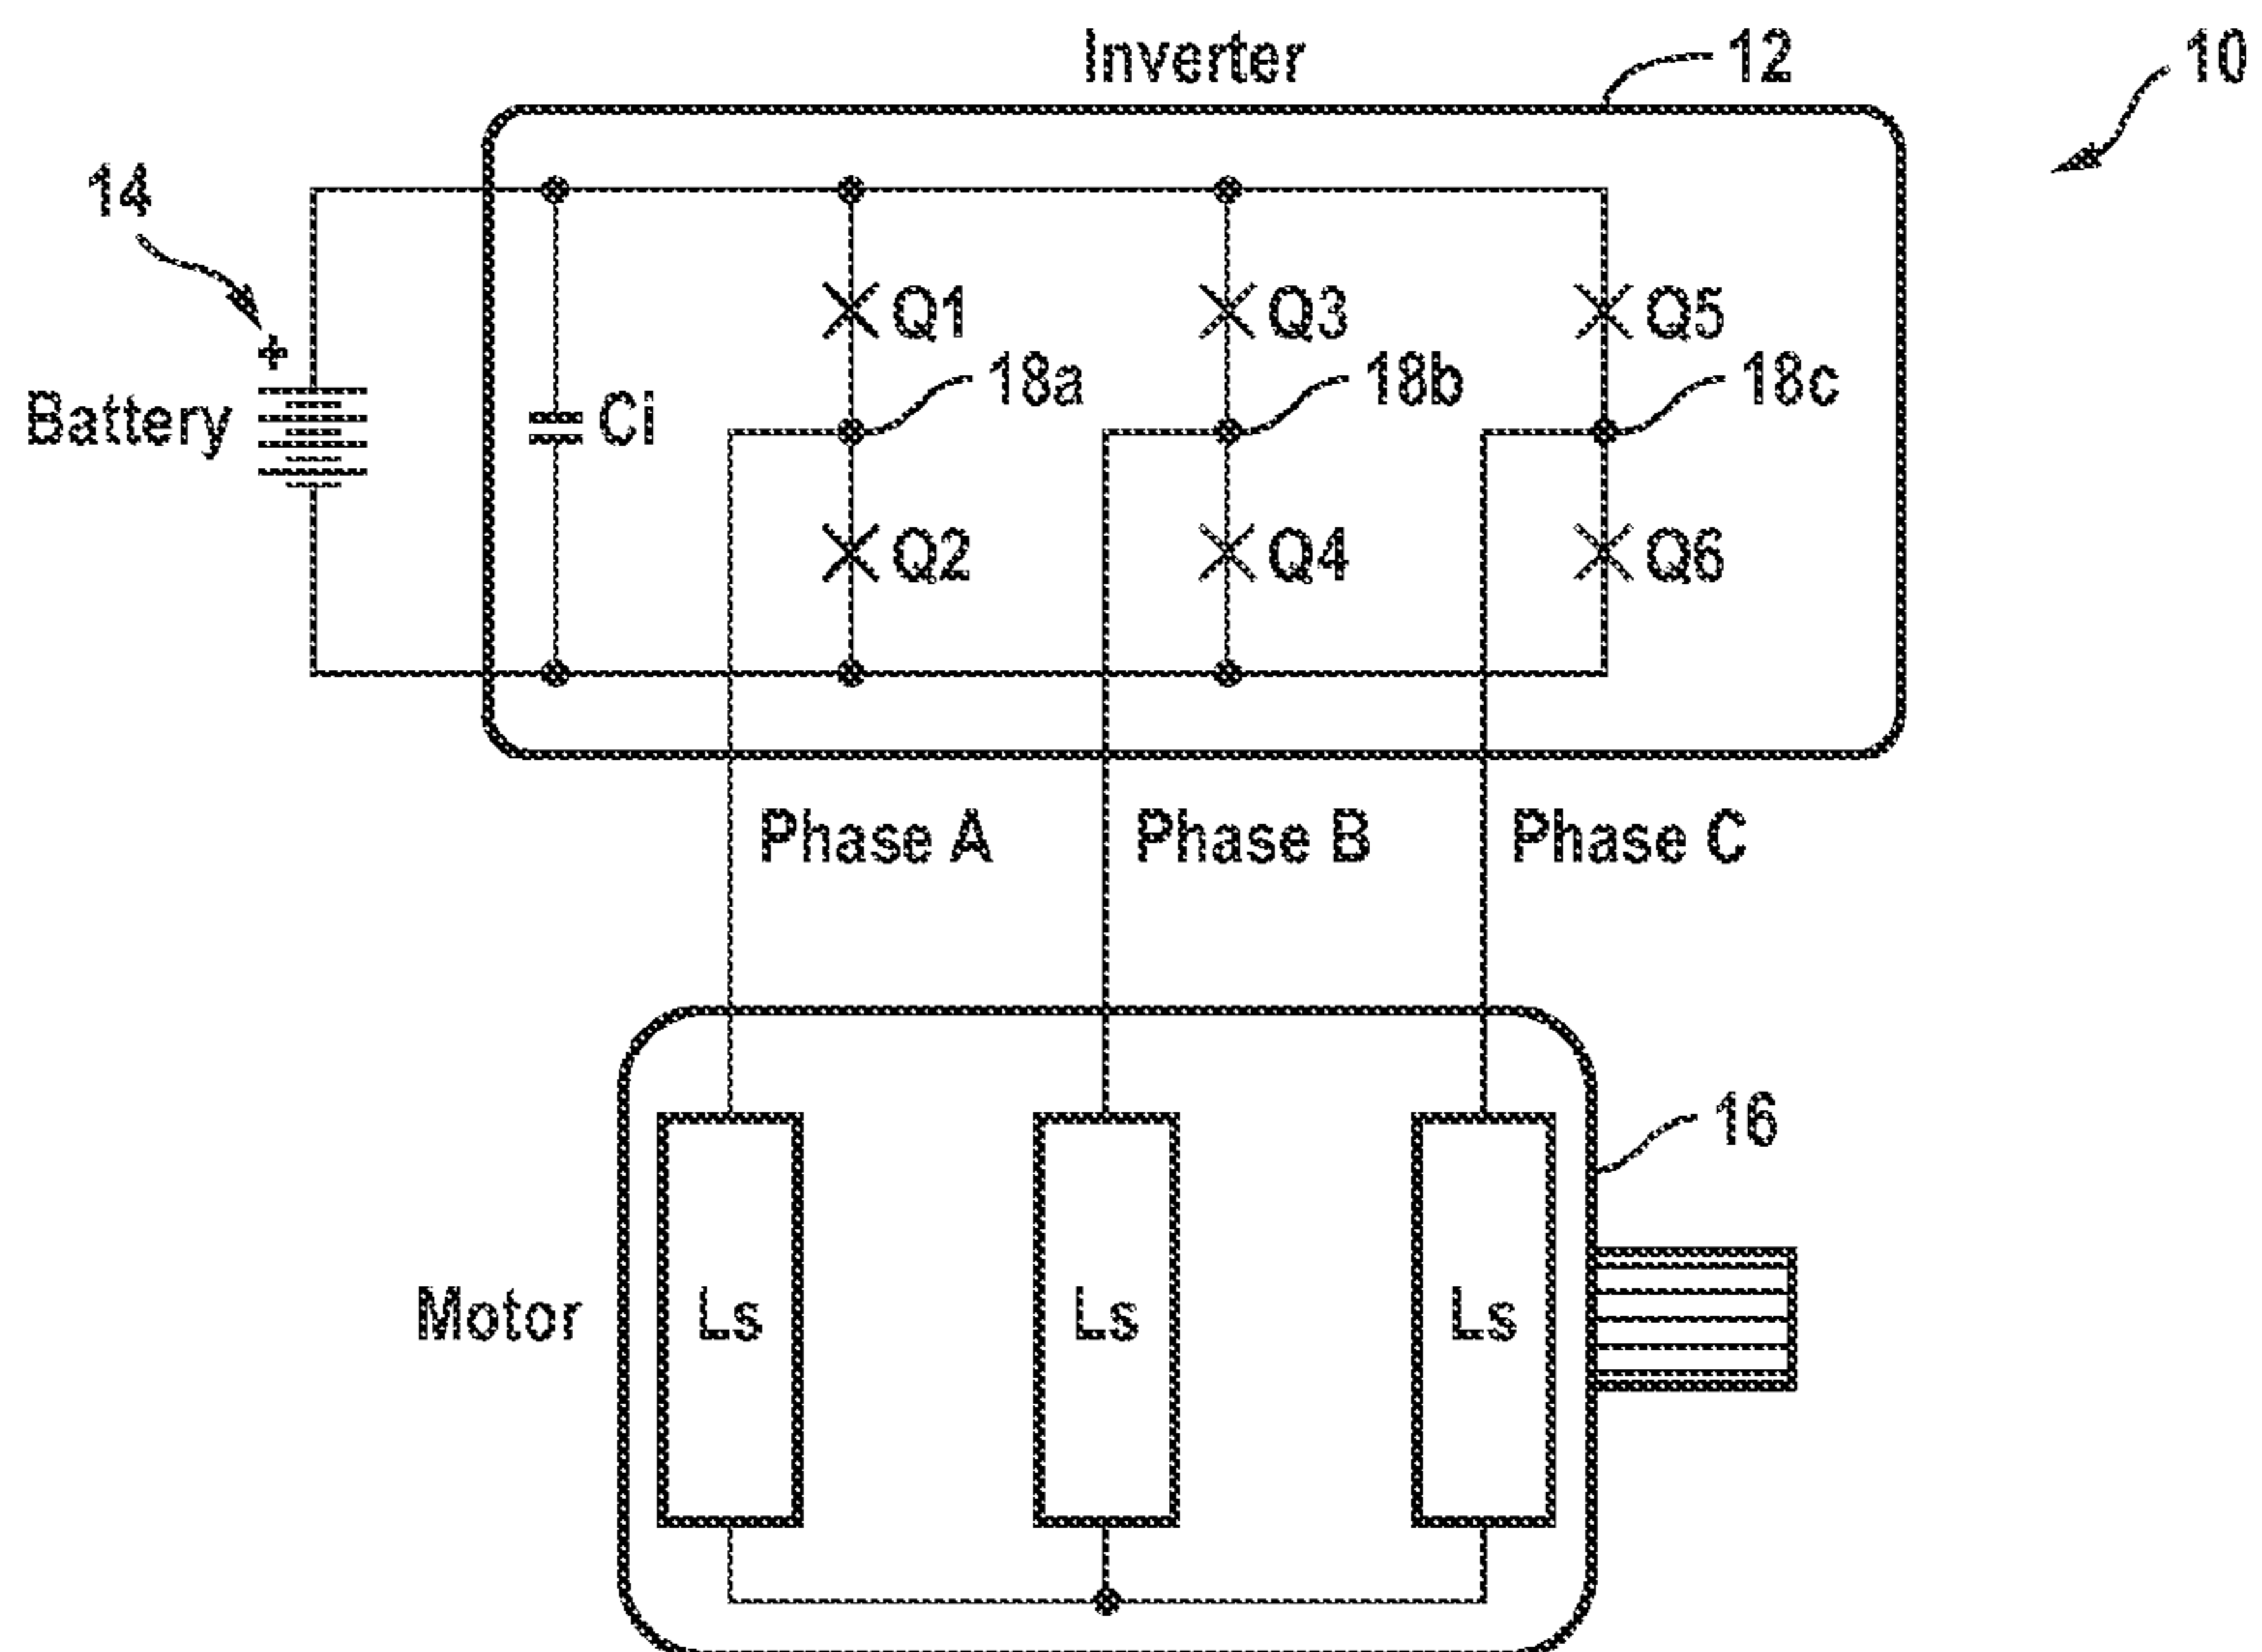 Inverter
12
10
14
+
Q1
Q3
Q5
18a
18b
18c
Battery
Ci
Q2
Q4
Q6
Phase A
Phase B
Phase C
16
Motor
Ls
Ls
Ls